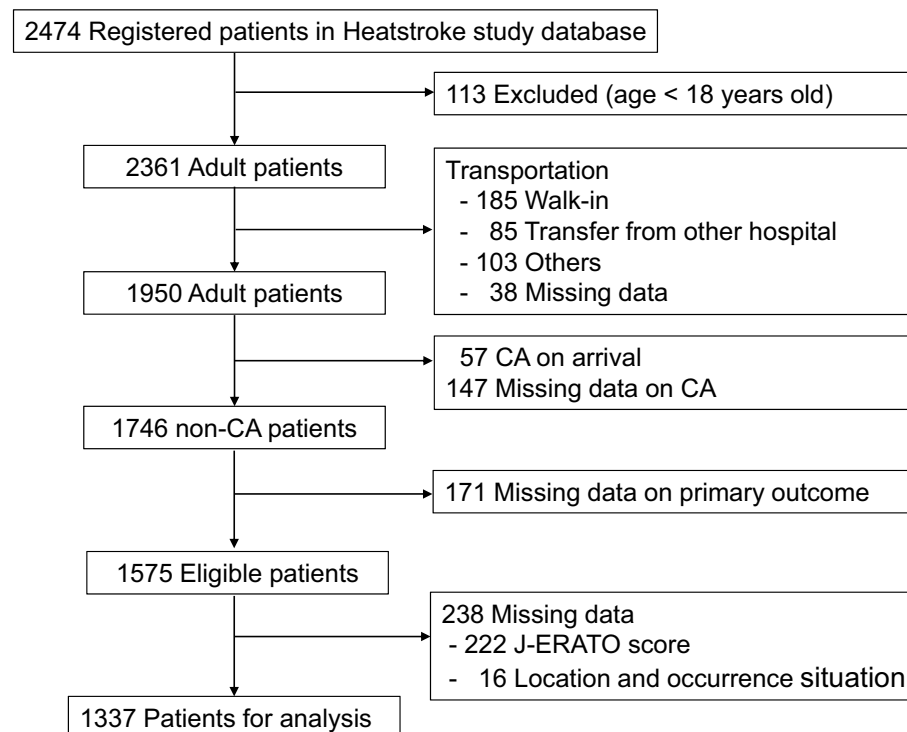 2474 Registered patients in Heatstroke study database
113 Excluded (age < 18 years old)
2361 Adult patients
Transportation
- 185 Walk-in
- 85 Transfer from other hospital
- 103 Others
- 38 Missing data
1950 Adult patients
57 CA on arrival
147 Missing data on CA
1746 non-CA patients
171 Missing data on primary outcome
1575 Eligible patients
238 Missing data
- 222 J-ERATO score
- 16 Location and occurrence situation
1337 Patients for analysis